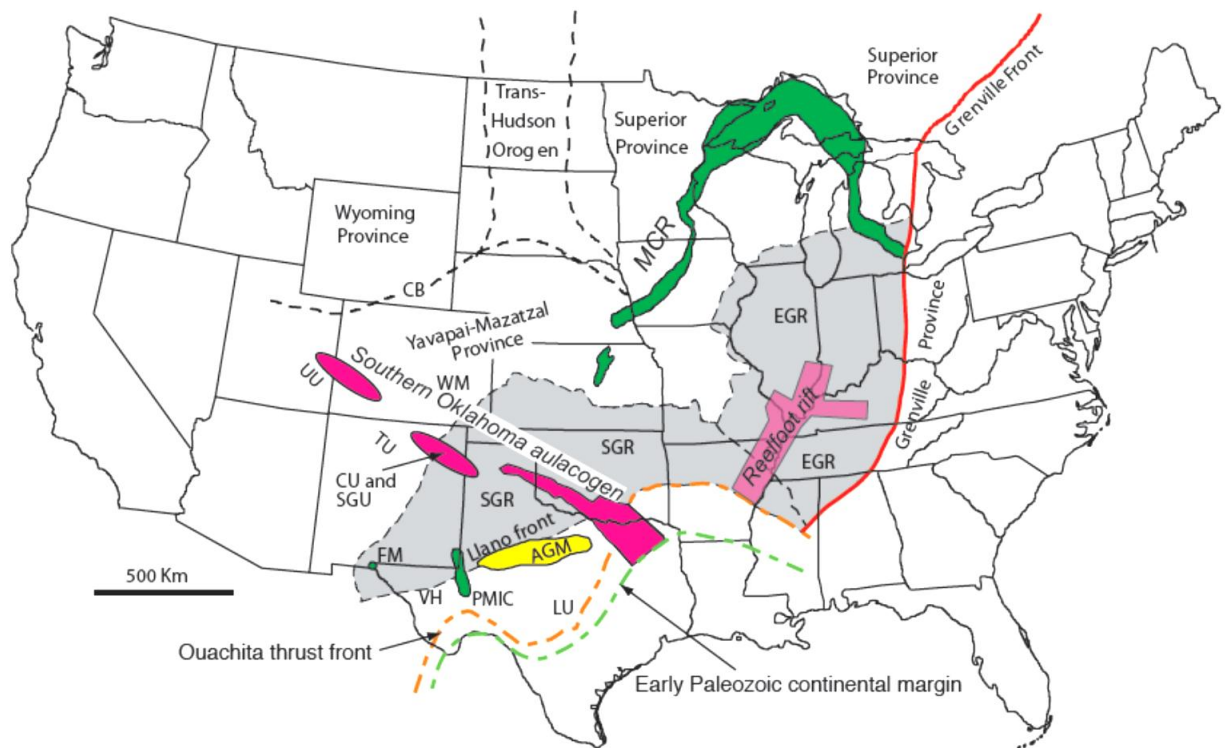 Superior
Province
Grenville Front
Trans-
Hudson
Orog en
Superior
Province
Wyoming
Province
MCR
CB
EGR
Province
Yavapai-Mazatzal
Province
UU
Southern Oklahoma aulacogen
WM
Reelfoot rift
Grenville
TU
SGR
EGR
CU and
SGU
SGR
Llano front
AGM
FM
500 Km
VH
PMIC
LU
Ouachita thrust front
Early Paleozoic continental margin